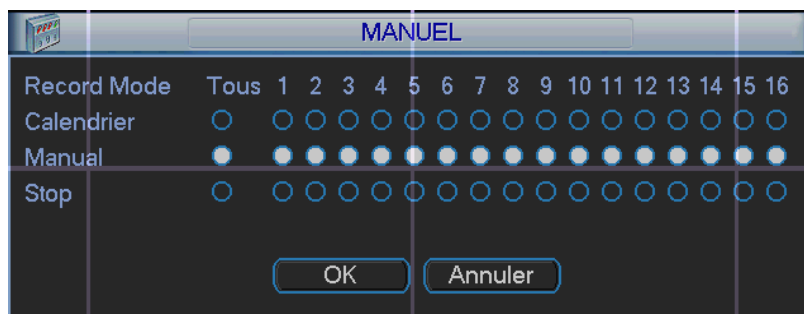 MANUEL
Record Mode Tous 1 2 3 4 5 6 7 8 9 10 11 12 13 14 15 16
Calendrier
Manual
Stop
OK Annuler